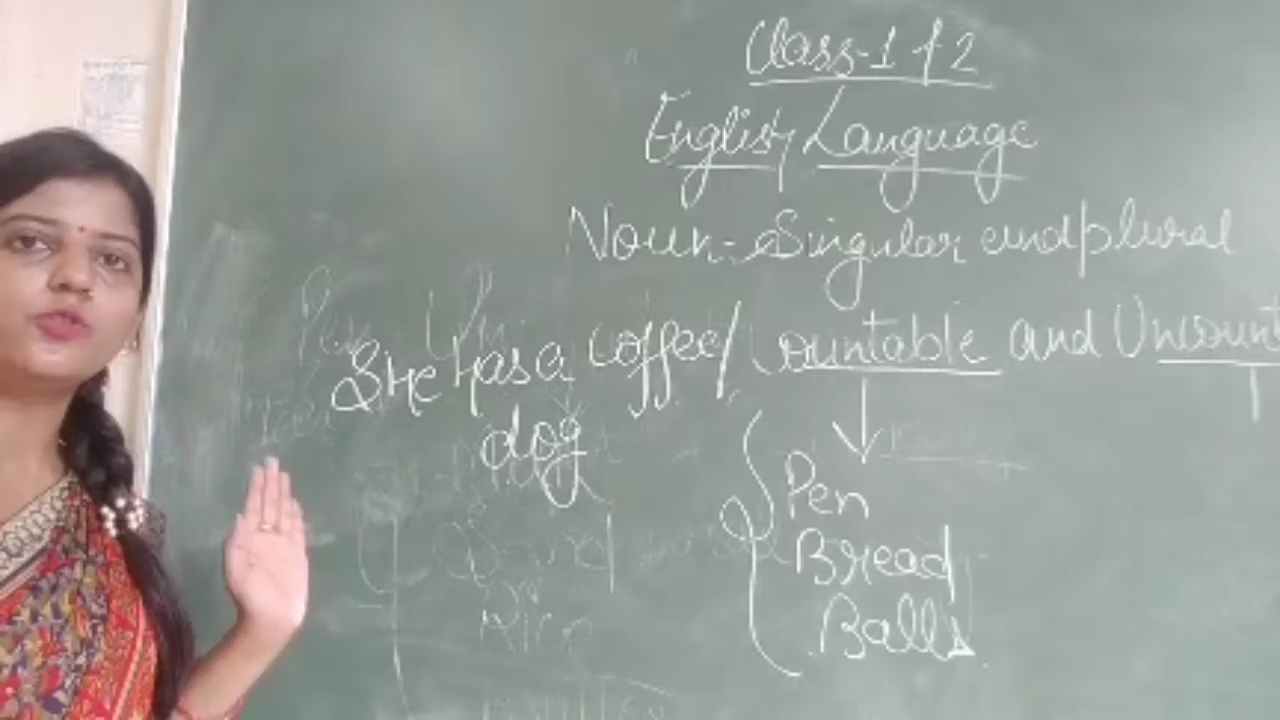 Class-1 f 2
English Language
Noun:- Singular and plural
She Has a coffee/ Countable and Uncount
dog
Pen
Bread
Balls
Rice